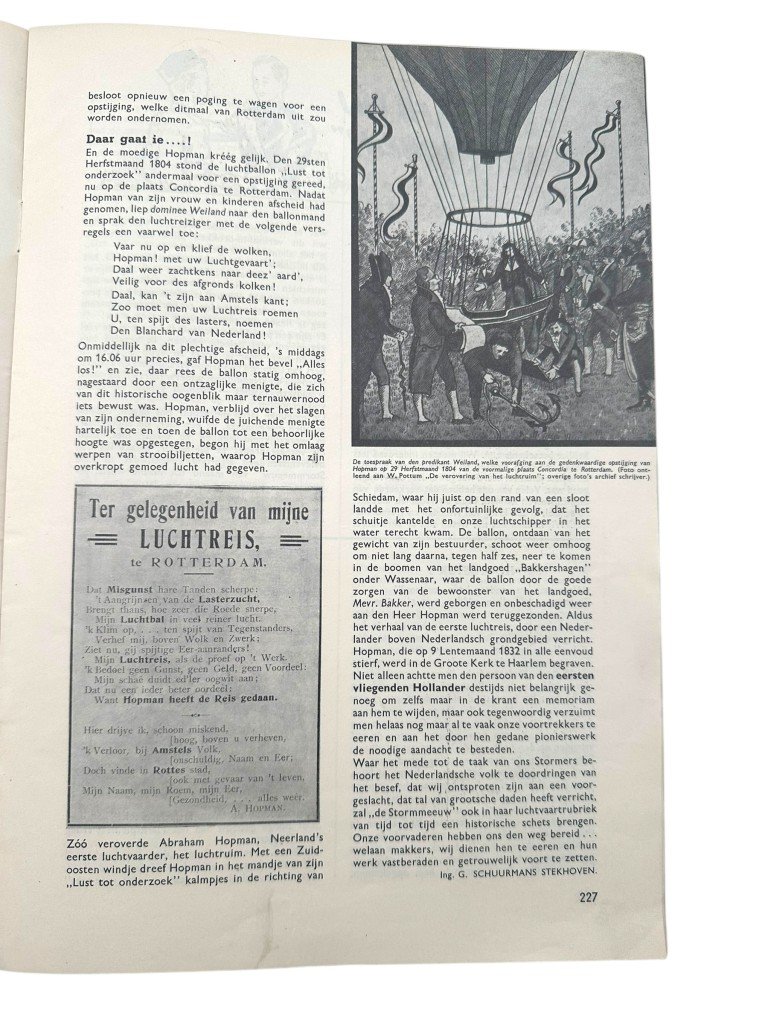 besloot opnieuw een poging te wagen voor een
opstijging, welke ditmaal van Rotterdam uit zou
worden ondernomen.
Daar gaat ie....!
En de moedige Hopman kréég gelijk. Den 29sten
Herfstmaand 1804 stond de luchtballon „Lust tot
onderzoek” andermaal voor een opstijging gereed,
nu op de plaats Concordia te Rotterdam. Nadat
Hopman van zijn vrouw en kinderen afscheid had
genomen, liep dominee Weiland naar den ballonmand
en sprak den luchtreiziger met de volgende vers-
regels een vaarwel toe:
Vaar nu op en klief de wolken,
Hopman! met uw Luchtgevaart';
Daal weer zachtkens naar deez' aard',
Veilig voor des afgronds kolken!
Daal, kan 't zijn aan Amstels kant;
Zoo moet men uw Luchtreis roemen
U, ten spijt des lasters, noemen
Den Blanchard van Nederland!
Onmiddellijk na dit plechtige afscheid, 's middags
om 16.06 uur precies, gaf Hopman het bevel „Alles
los!” en zie, daar rees de ballon statig omhoog,
nagestaard door een ontzaglijke menigte, die zich
van dit historische oogenblik maar ternauwernood
iets bewust was. Hopman, verblijd over het slagen
van zijn onderneming, wuifde de juichende menigte
hartelijk toe en toen de ballon tot een behoorlijke
hoogte was opgestegen, begon hij met het omlaag
werpen van strooibiljetten, waarop Hopman zijn
overkropt gemoed lucht had gegeven.
Ter gelegenheid van mijne
LUCHTREIS,
te ROTTERDAM.
Dat Misgunst hare Tanden scherpe:
't Aangrijnsen van de Lasterzucht,
Brengt thans, hoe zeer die Roede snerpe,
Mijn Luchtbal in veel reiner lucht.
'k Klim op, . . . ten spijt van Tegenstanders,
Verhef mij, boven Wolk en Zwerk;
Ziet nu, gij spijtige Eer-aanranders!
Mijn Luchtreis, als de proef op 't Werk.
'k Bedoel geen Gunst, geen Geld, geen Voordeel:
Mijn schaê duidt ed'ler oogwit aan;
Dat nu een ieder beter oordeel:
Want Hopman heeft de Reis gedaan.
Hier drijve ik, schoon miskend,
[hoog, boven u verheven,
'k Verloor, bij Amstels Volk,
[onschuldig, Naam en Eer;
Doch vinde in Rottes stad,
[ook met gevaar van 't leven,
Mijn Naam, mijn Roem, mijn Eer,
[Gezondheid, . . . alles weer.
A. HOPMAN.
Zóó veroverde Abraham Hopman, Neerland's
eerste luchtvaarder, het luchtruim. Met een Zuid-
oosten windje dreef Hopman in het mandje van zijn
„Lust tot onderzoek” kalmpjes in de richting van
De toespraak van den predikant Weiland, welke voorafging aan de gedenkwaardige opstijging van
Hopman op 29 Herfstmaand 1804 van de voormalige plaats Concordia te Rotterdam. (Foto ont-
leend aan W. Pottum „De verovering van het luchtruim”; overige foto's archief schrijver.)
Schiedam, waar hij juist op den rand van een sloot
landde met het onfortuinlijke gevolg, dat het
schuitje kantelde en onze luchtschipper in het
water terecht kwam. De ballon, ontdaan van het
gewicht van zijn bestuurder, schoot weer omhoog
om niet lang daarna, tegen half zes, neer te komen
in de boomen van het landgoed „Bakkershagen”
onder Wassenaar, waar de ballon door de goede
zorgen van de bewoonster van het landgoed,
Mevr. Bakker, werd geborgen en onbeschadigd weer
aan den Heer Hopman werd teruggezonden. Aldus
het verhaal van de eerste luchtreis, door een Neder-
lander boven Nederlandsch grondgebied verricht.
Hopman, die op 9 Lentemaand 1832 in alle eenvoud
stierf, werd in de Groote Kerk te Haarlem begraven.
Niet alleen achtte men den persoon van den eersten
vliegenden Hollander destijds niet belangrijk ge-
noeg om zelfs maar in de krant een memoriam
aan hem te wijden, maar ook tegenwoordig verzuimt
men helaas nog maar al te vaak onze voortrekkers te
eeren en aan het door hen gedane pionierswerk
de noodige aandacht te besteden.
Waar het mede tot de taak van ons Stormers be-
hoort het Nederlandsche volk te doordringen van
het besef, dat wij ontsproten zijn aan een voor-
geslacht, dat tal van grootsche daden heeft verricht,
zal „de Stormmeeuw” ook in haar luchtvaartrubriek
van tijd tot tijd een historische schets brengen.
Onze voorvaderen hebben ons den weg bereid . . .
welaan makkers, wij dienen hen te eeren en hun
werk vastberaden en getrouwelijk voort te zetten.
Ing. G. SCHUURMANS STEKHOVEN.
227